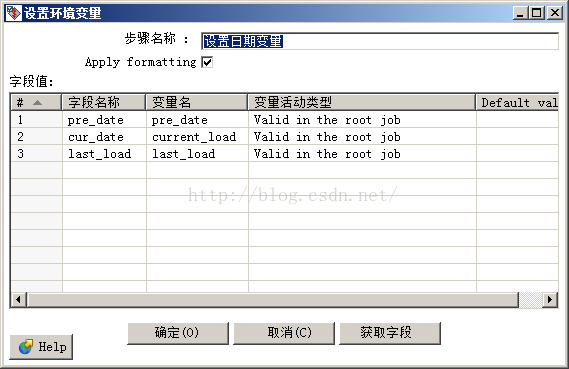 设置环境变量
步骤名称 : 设置日期变量
Apply formatting
字段值:
# 字段名称 变量名 变量活动类型 Default val
1 pre_date pre_date Valid in the root job
2 cur_date current_load Valid in the root job
3 last_load last_load Valid in the root job
http://blog.csdn.net/
确定(O) 取消(C) 获取字段
Help